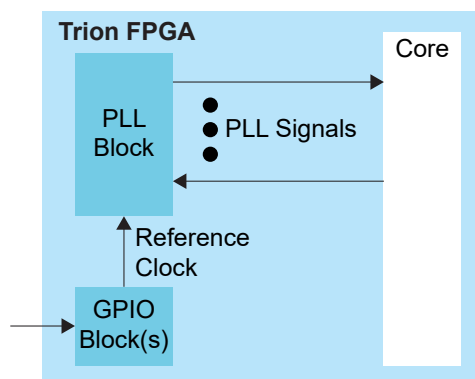 Trion FPGA
Core
PLL
Block
PLL Signals
Reference
Clock
GPIO
Block(s)